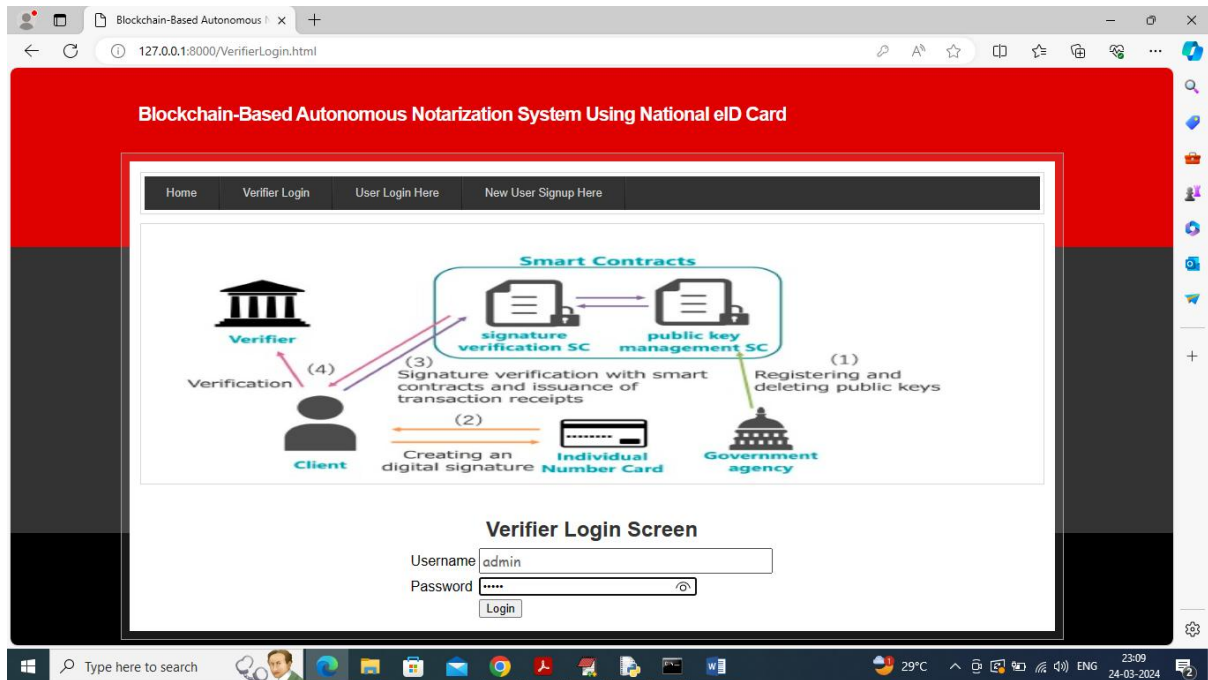 Blockchain-Based Autonomous N
127.0.0.1:8000/VerifierLogin.html
Blockchain-Based Autonomous Notarization System Using National eID Card
Home Verifier Login User Login Here New User Signup Here
Smart Contracts
signature
verification SC
public key
management SC
Verifier
(4)
Verification
(3)
Signature verification with smart
contracts and issuance of
transaction receipts
(1)
Registering and
deleting public keys
(2)
Creating an
digital signature
Client
Individual
Number Card
Government
agency
Verifier Login Screen
Username admin
Password •••••
Login
Type here to search
29°C ENG 23:09
24-03-2024
2